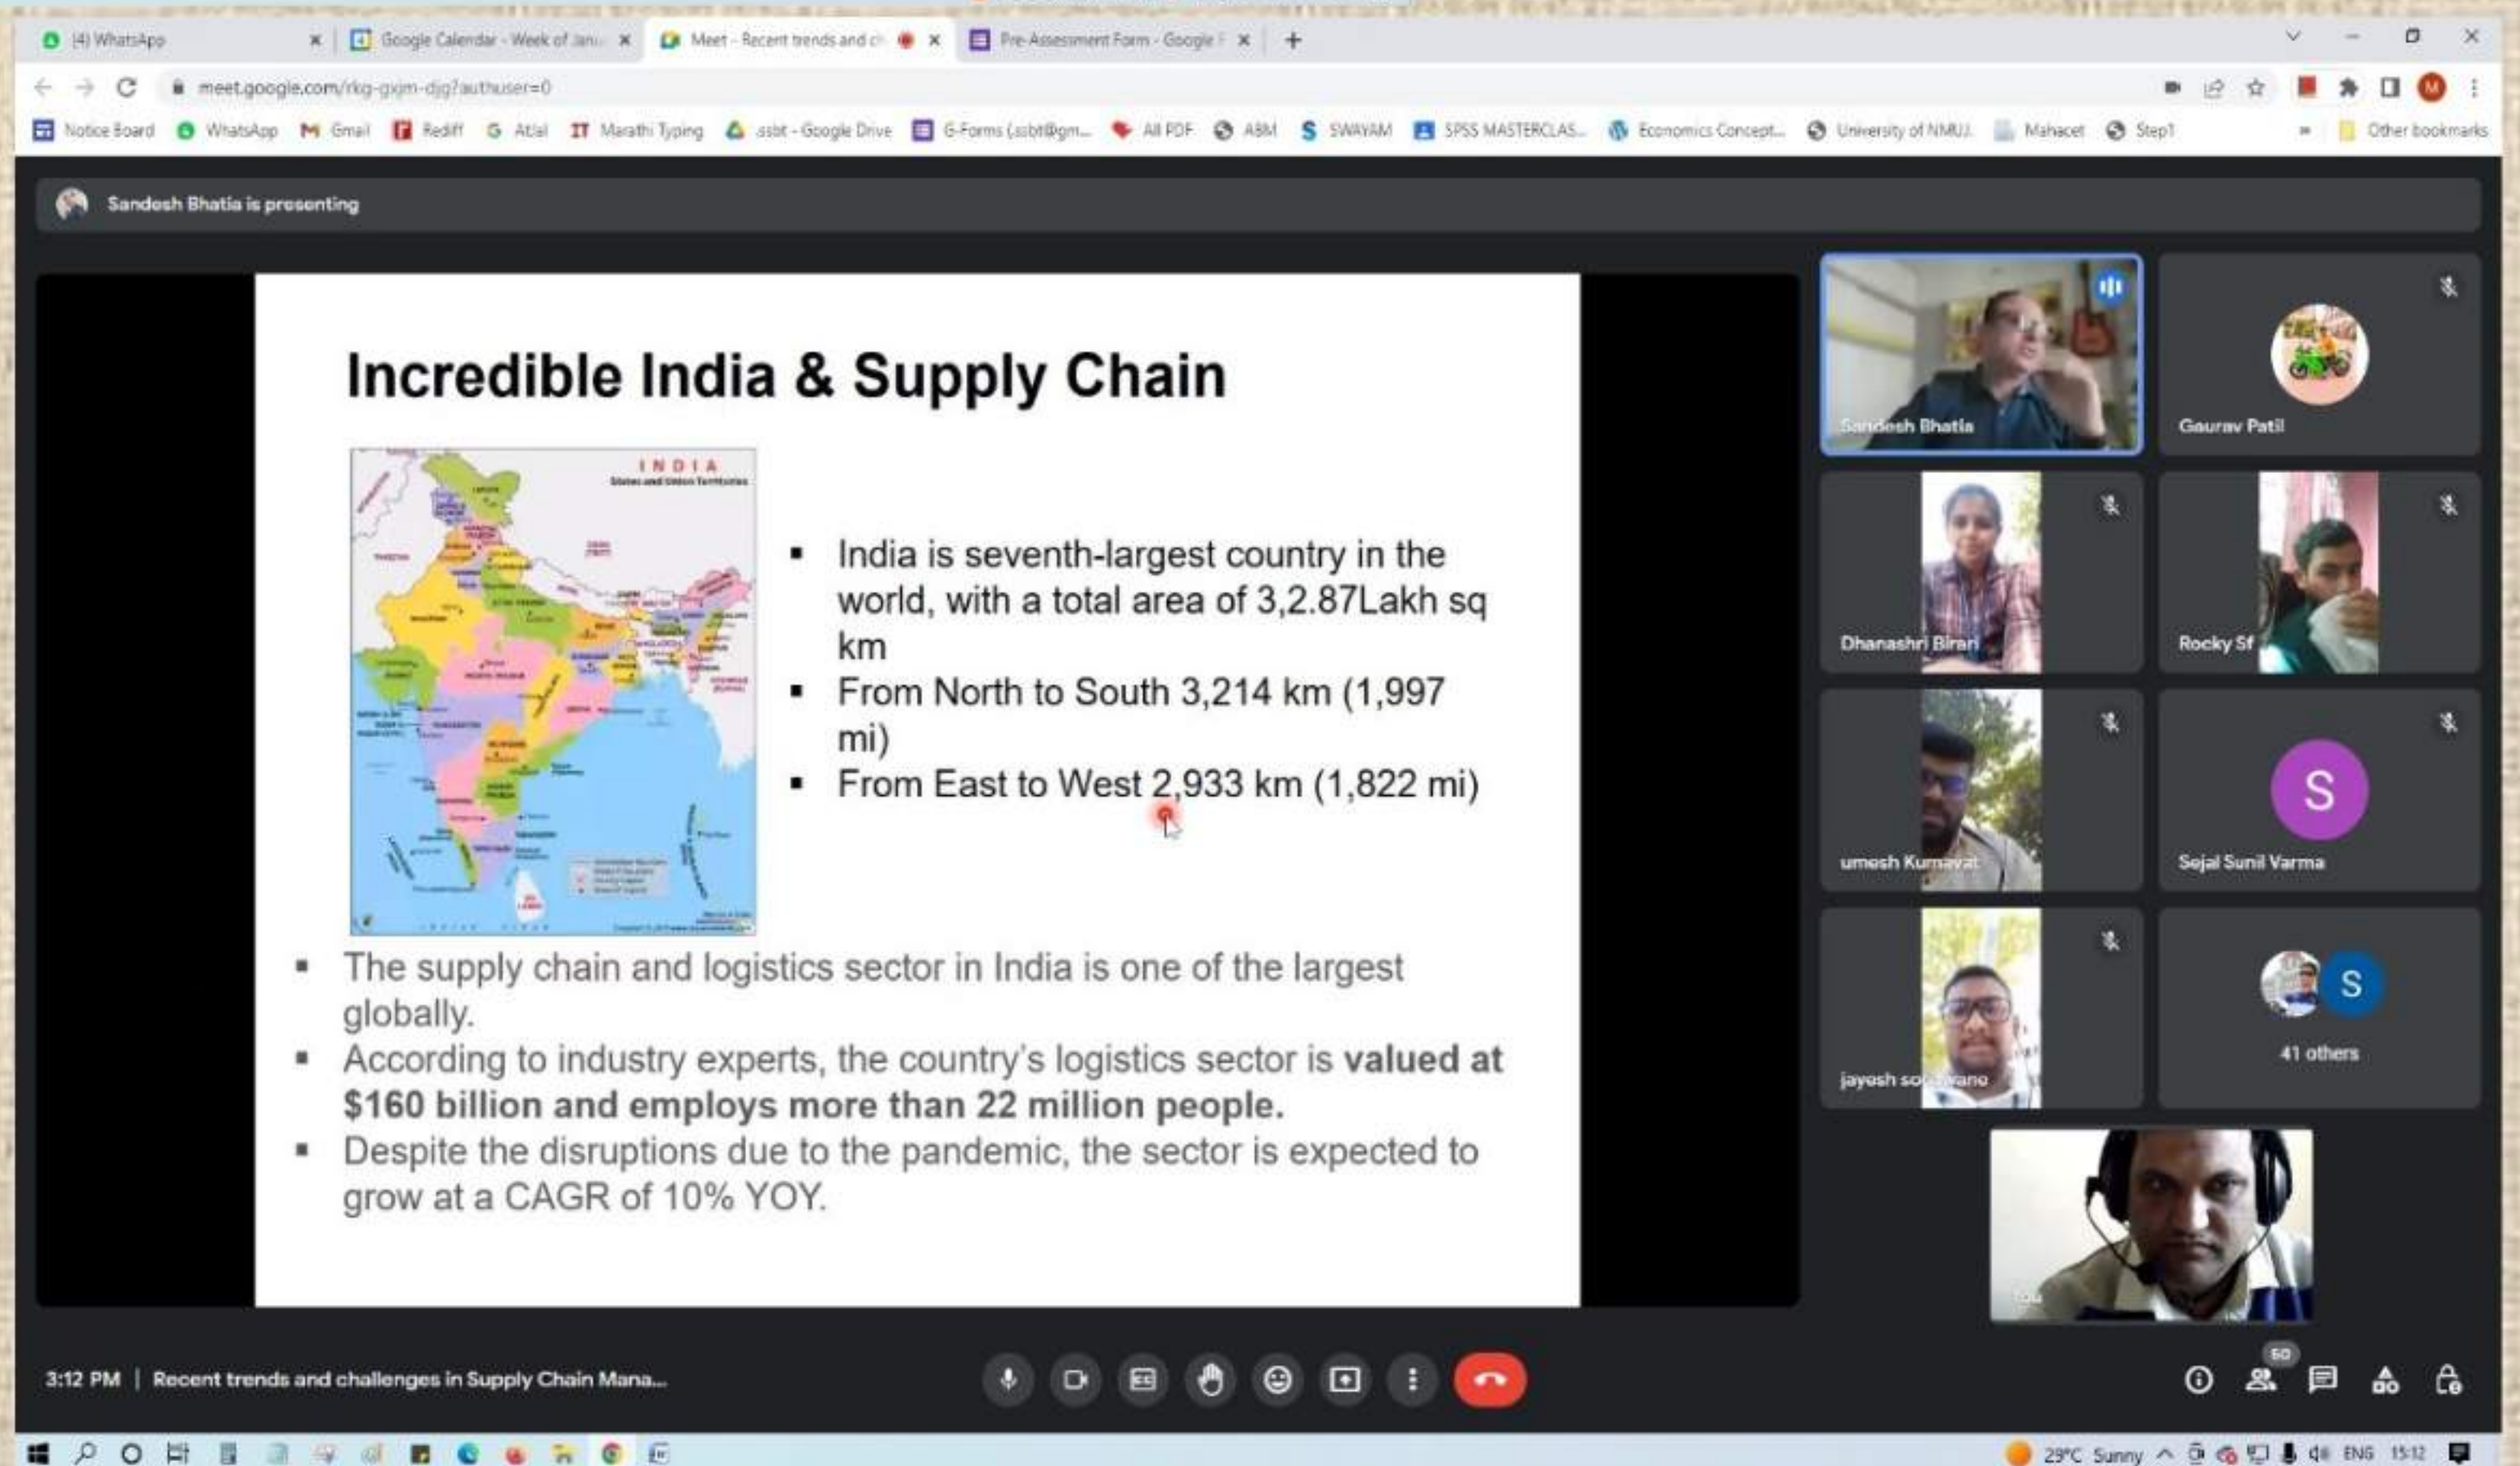 (4) WhatsApp
Google Calendar - Week of Janu
Meet - Recent trends and ch
Pre-Assessment Form - Google F
meet.google.com/rkg-gxjm-djg?authuser=0
M
Notice Board
WhatsApp
Gmail
Rediff
Atlal
Marathi Typing
ssbt - Google Drive
G-Forms (ssbt@gm...
All PDF
ABM
SWAYAM
SPSS MASTERCLAS...
Economics Concept...
University of NMU,J.
Mahacet
Step1
Other bookmarks
Sandesh Bhatia is presenting
Incredible India & Supply Chain
INDIA
States and Union Territories
▪ India is seventh-largest country in the
world, with a total area of 3,2.87Lakh sq
km
▪ From North to South 3,214 km (1,997
mi)
▪ From East to West 2,933 km (1,822 mi)
▪ The supply chain and logistics sector in India is one of the largest
globally.
▪ According to industry experts, the country's logistics sector is valued at
$160 billion and employs more than 22 million people.
▪ Despite the disruptions due to the pandemic, the sector is expected to
grow at a CAGR of 10% YOY.
Sandesh Bhatia
Gaurav Patil
Dhanashri Birari
Rocky Sf
umesh Kumavat
S
Sejal Sunil Varma
jayesh
S
41 others
You
3:12 PM | Recent trends and challenges in Supply Chain Mana...
50
29°C Sunny
ENG
15:12